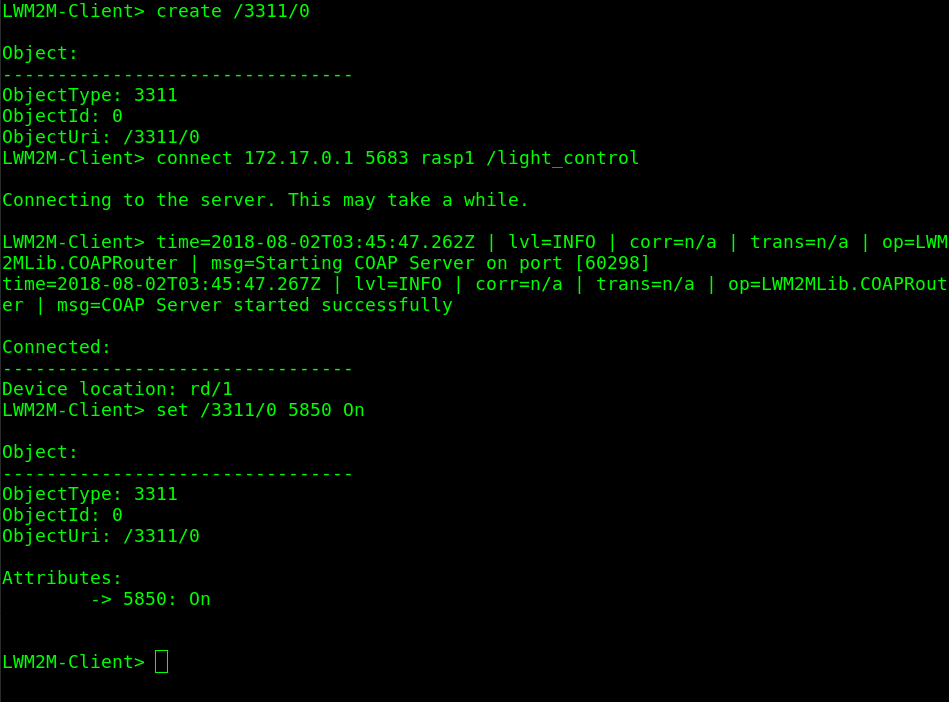 LWM2M-Client> create /3311/0
Object:
--------------------------------
ObjectType: 3311
ObjectId: 0
ObjectUri: /3311/0
LWM2M-Client> connect 172.17.0.1 5683 rasp1 /light_control
Connecting to the server. This may take a while.
LWM2M-Client> time=2018-08-02T03:45:47.262Z | lvl=INFO | corr=n/a | trans=n/a | op=LWM
2MLib.COAPRouter | msg=Starting COAP Server on port [60298]
time=2018-08-02T03:45:47.267Z | lvl=INFO | corr=n/a | trans=n/a | op=LWM2MLib.COAPRout
er | msg=COAP Server started successfully
Connected:
--------------------------------
Device location: rd/1
LWM2M-Client> set /3311/0 5850 On
Object:
--------------------------------
ObjectType: 3311
ObjectId: 0
ObjectUri: /3311/0
Attributes:
        -> 5850: On
LWM2M-Client>